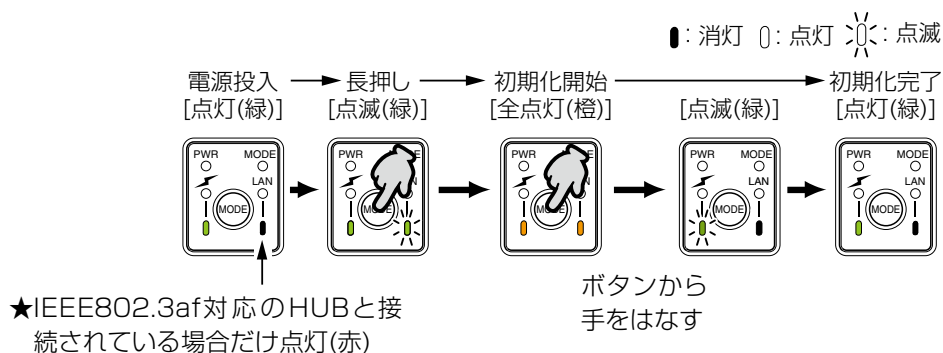 : 消灯 : 点灯 : 点滅
電源投入 長押し 初期化開始 初期化完了
[点灯(緑)] [点滅(緑)] [全点灯(橙)] [点滅(緑)] [点灯(緑)]
PWR MODE PWR PWR PWR MODE PWR MODE
LAN LAN LAN
MODE MODE MODE MODE MODE
★IEEE802.3af対応のHUBと接
続されている場合だけ点灯(赤)
ボタンから
手をはなす